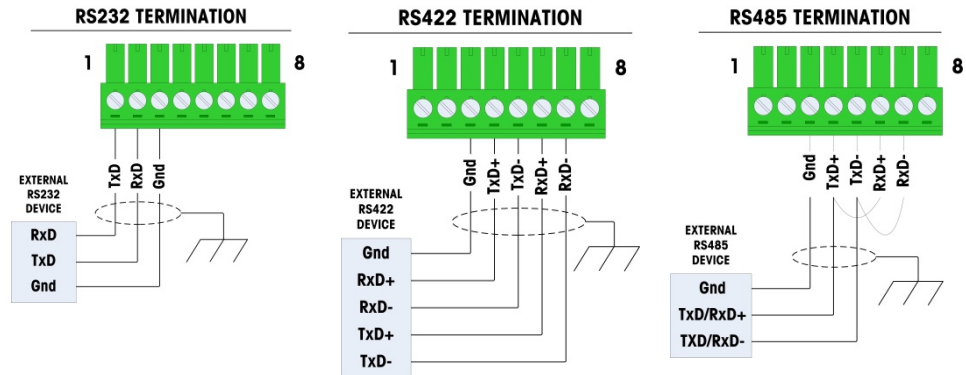 RS232 TERMINATION
1
8
TxD
RxD
Gnd
EXTERNAL
RS232
DEVICE
RxD
TxD
Gnd
RS422 TERMINATION
1
8
Gnd
TxD+
TxD-
RxD+
RxD-
EXTERNAL
RS422
DEVICE
Gnd
RxD+
RxD-
TxD+
TxD-
RS485 TERMINATION
1
8
Gnd
TxD+
TxD-
RxD+
RxD-
EXTERNAL
RS485
DEVICE
Gnd
TxD/RxD+
TXD/RxD-